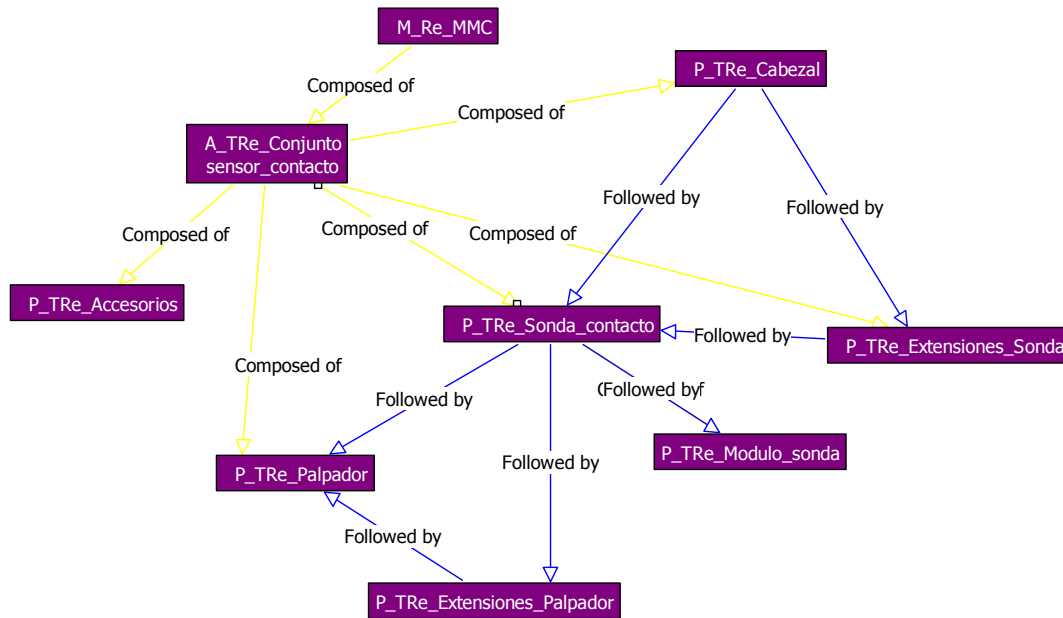 M_Re_MMC
P_TRe_Cabezal
Composed of
Composed of
A_TRe_Conjunto
sensor_contacto
Followed by
Followed by
Composed of
Composed of
Composed of
P_TRe_Accesorios
P_TRe_Sonda_contacto
Followed by
P_TRe_Extensiones_Sonda
Composed of
Followed by
Followed by
P_TRe_Modulo_sonda
Followed by
P_TRe_Palpador
Followed by
P_TRe_Extensiones_Palpador